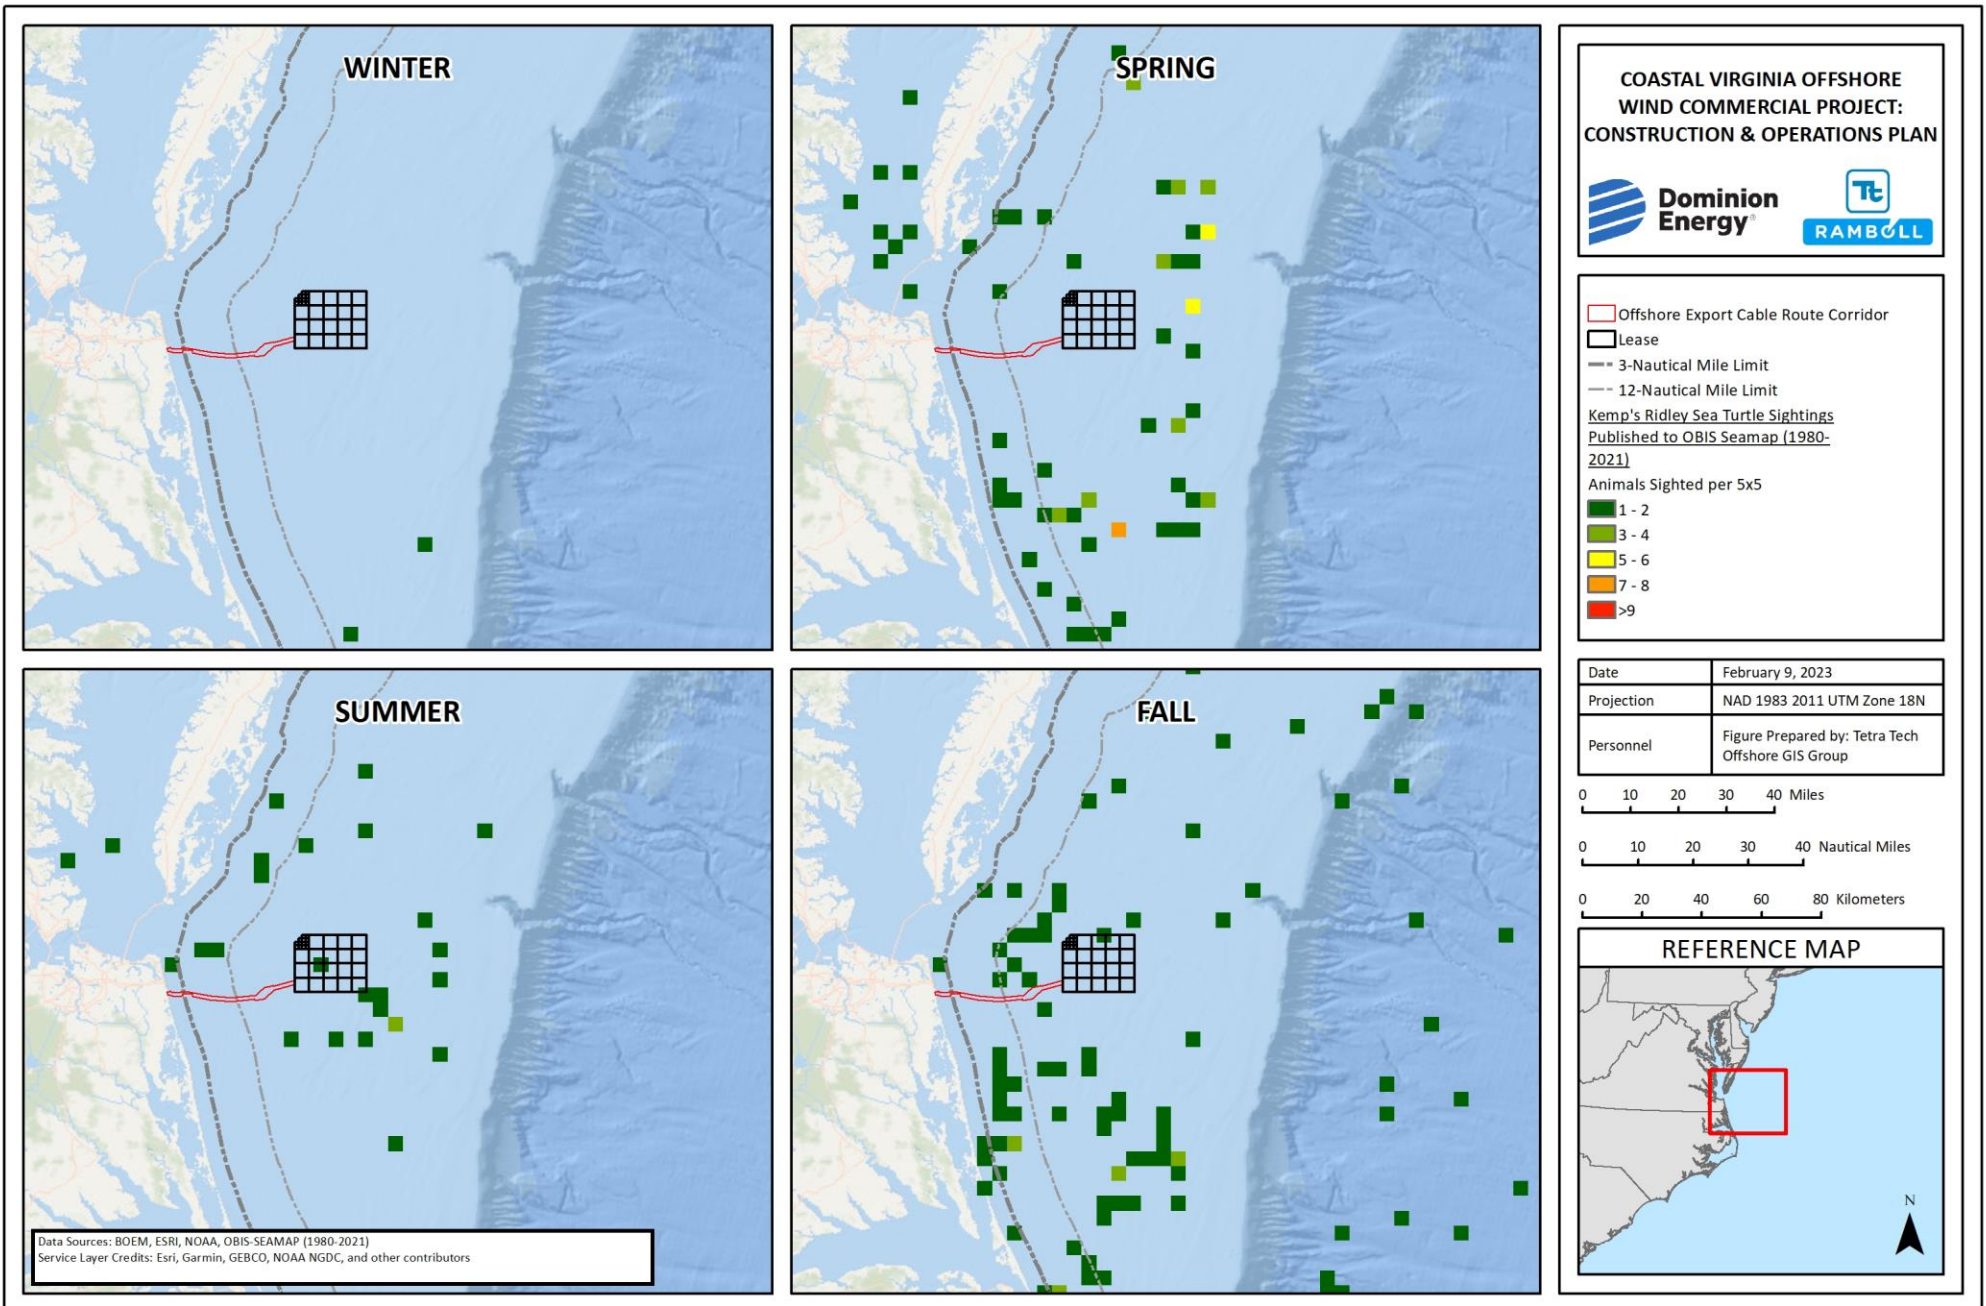 WINTER
SPRING
SUMMER
FALL
Data Sources: BOEM, ESRI, NOAA, OBIS-SEAMAP (1980-2021)
Service Layer Credits: Esri, Garmin, GEBCO, NOAA NGDC, and other contributors
COASTAL VIRGINIA OFFSHORE
WIND COMMERCIAL PROJECT:
CONSTRUCTION & OPERATIONS PLAN
Dominion
Energy®
Tt
RAMBOLL
Offshore Export Cable Route Corridor
Lease
3-Nautical Mile Limit
12-Nautical Mile Limit
Kemp's Ridley Sea Turtle Sightings
Published to OBIS Seamap (1980-
2021)
Animals Sighted per 5x5
1 - 2
3 - 4
5 - 6
7 - 8
>9
Date February 9, 2023
Projection NAD 1983 2011 UTM Zone 18N
Personnel Figure Prepared by: Tetra Tech
Offshore GIS Group
0 10 20 30 40 Miles
0 10 20 30 40 Nautical Miles
0 20 40 60 80 Kilometers
REFERENCE MAP
N